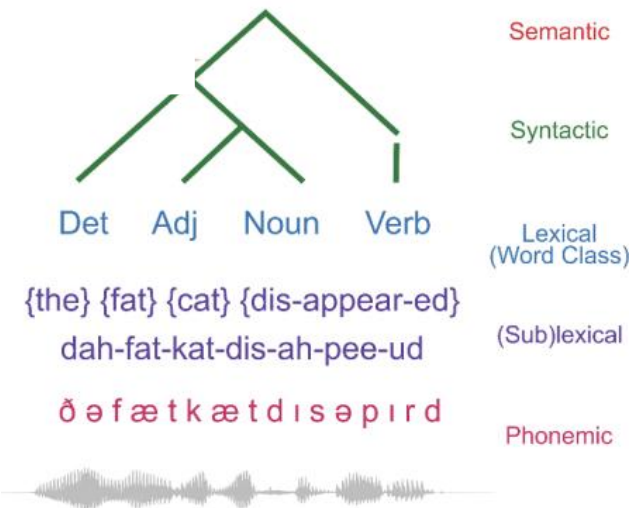 Semantic
Syntactic
Det Adj Noun Verb
Lexical
(Word Class)
{the} {fat} {cat} {dis-appear-ed}
(Sub)lexical
dah-fat-kat-dis-ah-pee-ud
ð ə f æ t k æ t d ɪ s ə p ɪ r d
Phonemic